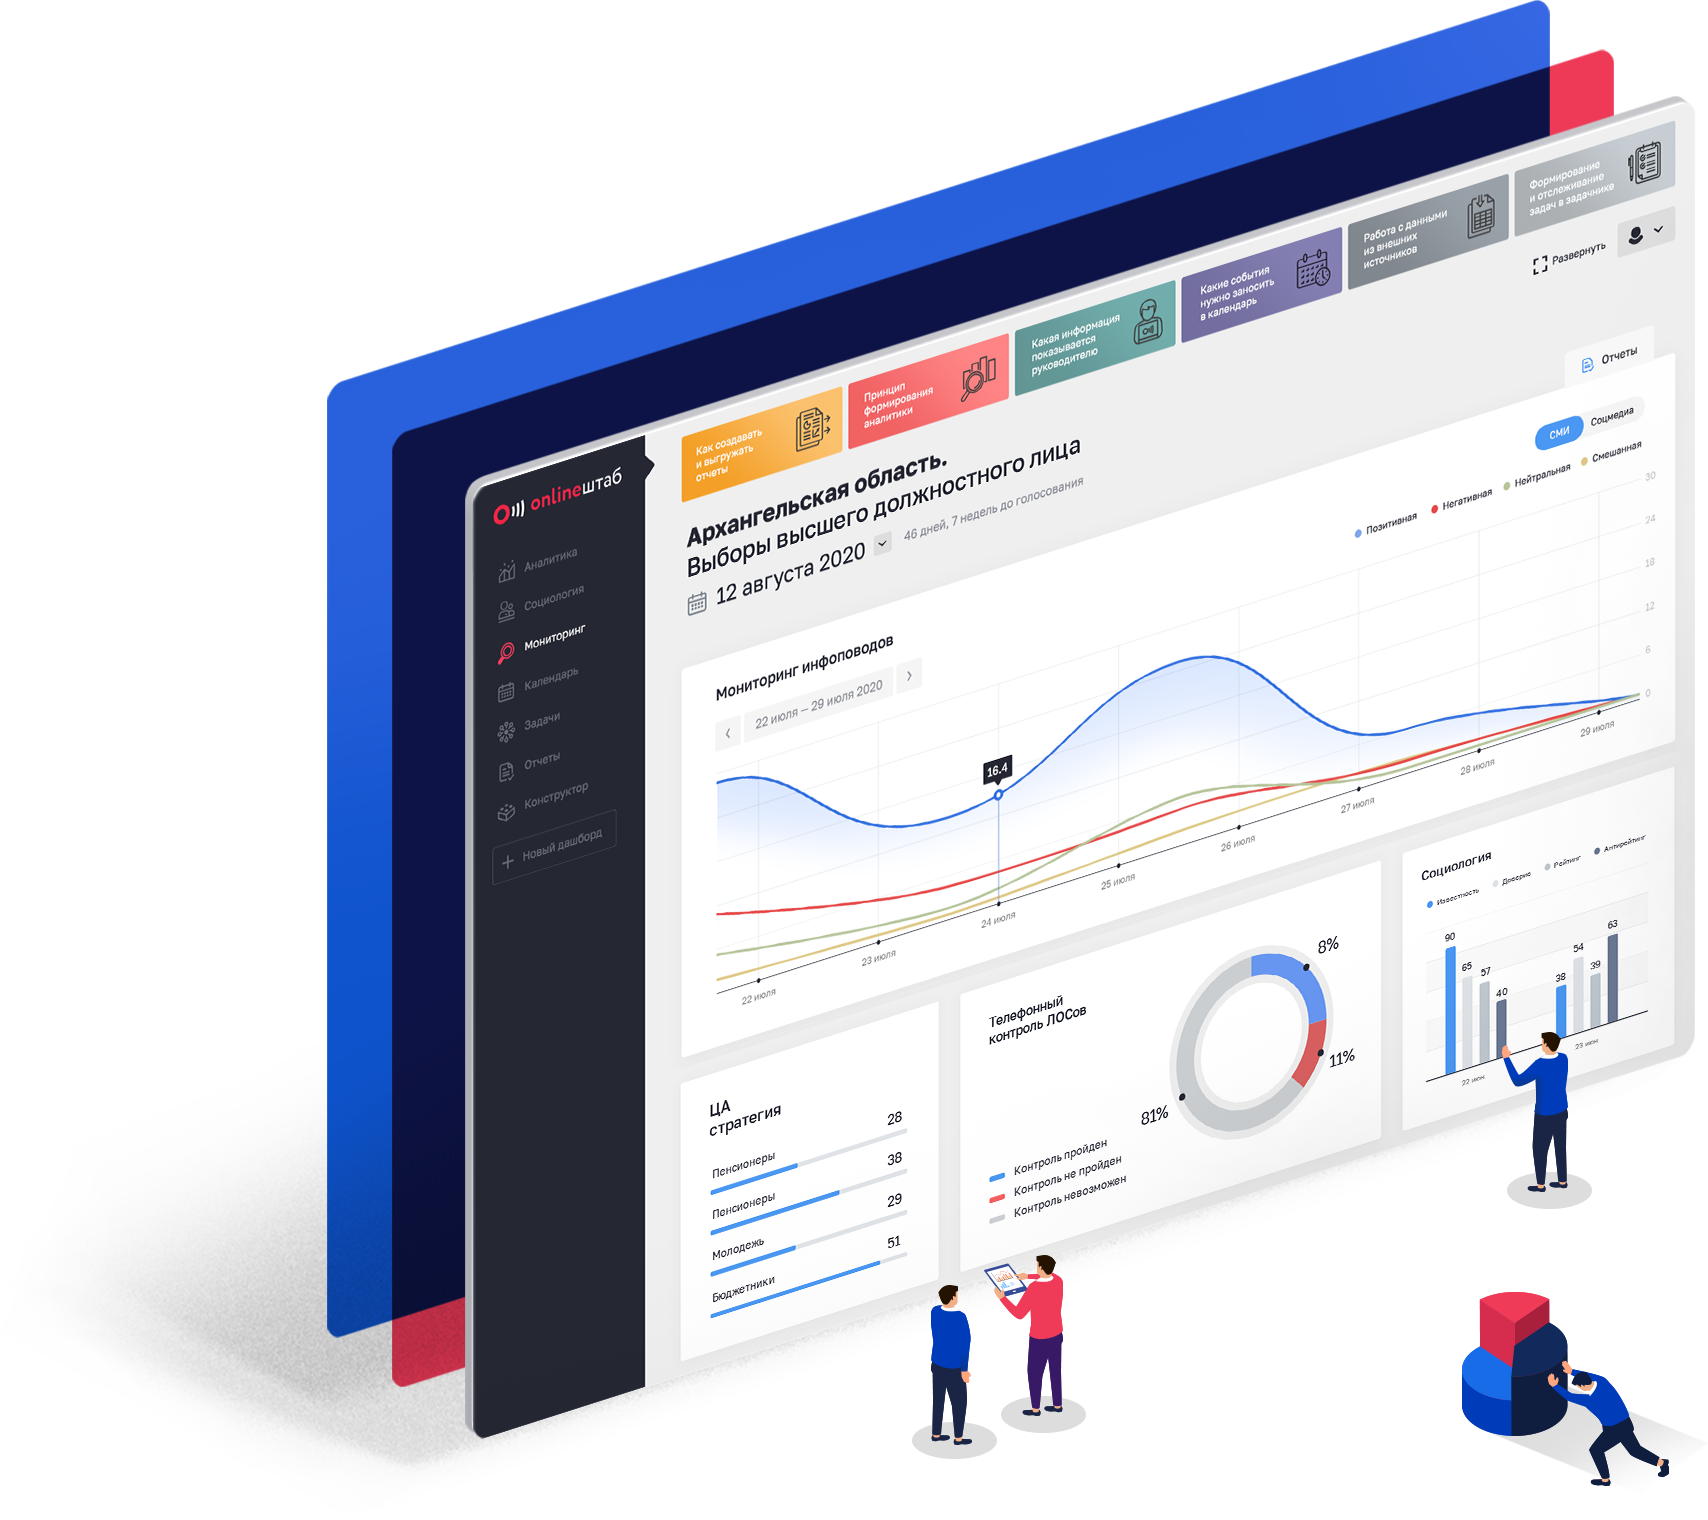 onlineштаб
Аналитика
Социология
Мониторинг
Календарь
Задачи
Отчеты
Конструктор
Новый дашборд
Как создавать
и выгружать
отчеты
Принцип
формирования
аналитики
Какая информация
показывается
руководителю
Какие события
нужно заносить
в календарь
Работа с данными
из внешних
источников
Формирование
и отслеживание
задач в задачнике
Развернуть
Архангельская область.
Выборы высшего должностного лица
12 августа 2020
46 дней, 7 недель до голосования
Отчеты
СМИ
Соцмедиа
Мониторинг инфоповодов
22 июля – 29 июля 2020
Позитивная
Негативная
Нейтральная
Смешанная
30
24
18
12
6
0
16.4
22 июля
23 июля
24 июля
25 июля
26 июля
27 июля
28 июля
29 июля
ЦА
стратегия
Пенсионеры
28
Пенсионеры
38
Молодежь
29
Бюджетники
51
Телефонный
контроль ЛОСов
8%
11%
81%
Контроль пройден
Контроль не пройден
Контроль невозможен
Социология
Известность
Доверие
Рейтинг
Антирейтинг
90
65
57
40
38
54
39
63
22 июн
23 июн